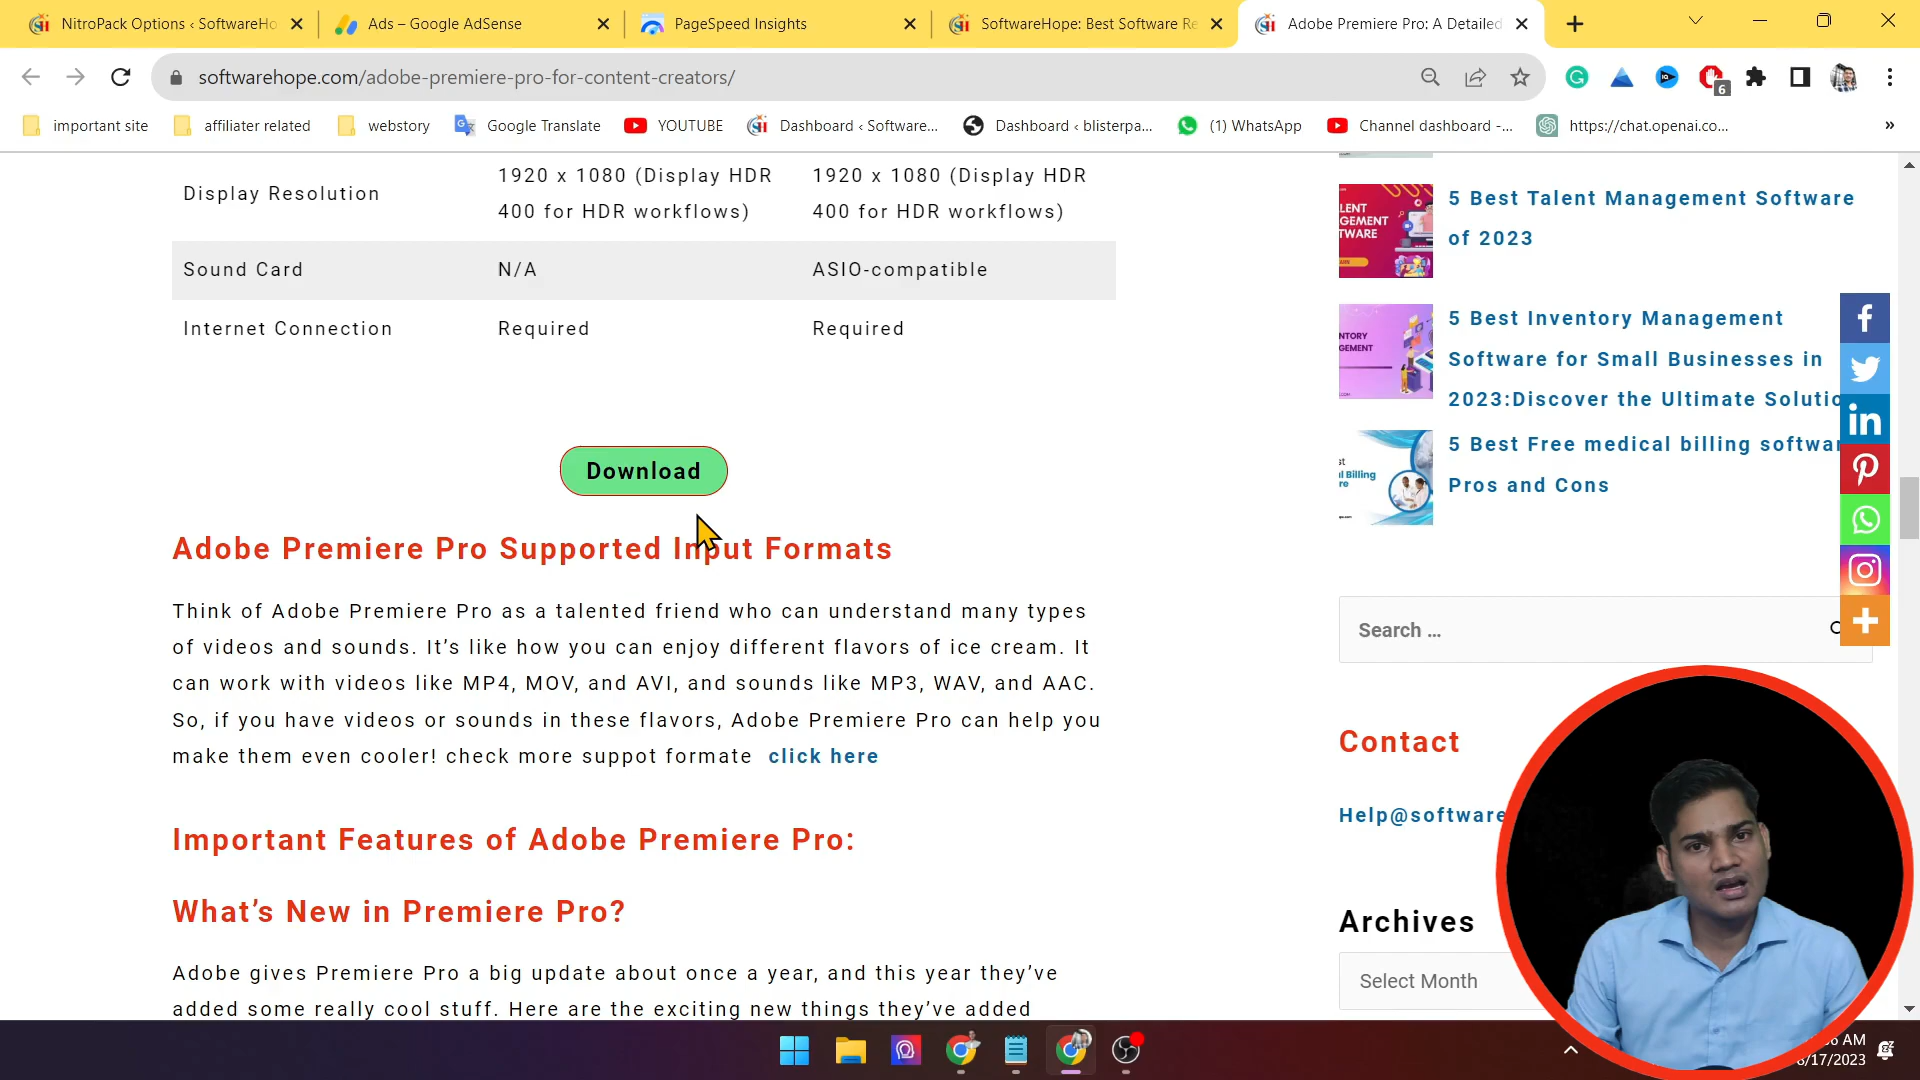 NitroPack Options ‹ SoftwareHo
Ads – Google AdSense
PageSpeed Insights
SoftwareHope: Best Software Re
Adobe Premiere Pro: A Detailed
softwarehope.com/adobe-premiere-pro-for-content-creators/
6
important site
affiliater related
webstory
Google Translate
YOUTUBE
Dashboard ‹ Software...
Dashboard ‹ blisterpa...
(1) WhatsApp
Channel dashboard -...
https://chat.openai.co...
»
Display Resolution
1920 x 1080 (Display HDR
400 for HDR workflows)
1920 x 1080 (Display HDR
400 for HDR workflows)
Sound Card
N/A
ASIO-compatible
Internet Connection
Required
Required
Download
Adobe Premiere Pro Supported Input Formats
Think of Adobe Premiere Pro as a talented friend who can understand many types
of videos and sounds. It’s like how you can enjoy different flavors of ice cream. It
can work with videos like MP4, MOV, and AVI, and sounds like MP3, WAV, and AAC.
So, if you have videos or sounds in these flavors, Adobe Premiere Pro can help you
make them even cooler! check more suppot formate click here
Important Features of Adobe Premiere Pro:
What’s New in Premiere Pro?
Adobe gives Premiere Pro a big update about once a year, and this year they’ve
added some really cool stuff. Here are the exciting new things they’ve added
5 Best Talent Management Software
of 2023
5 Best Inventory Management
Software for Small Businesses in
2023:Discover the Ultimate Solutio
5 Best Free medical billing softwar
Pros and Cons
Search …
Contact
Help@software
Archives
Select Month
AM
/17/2023